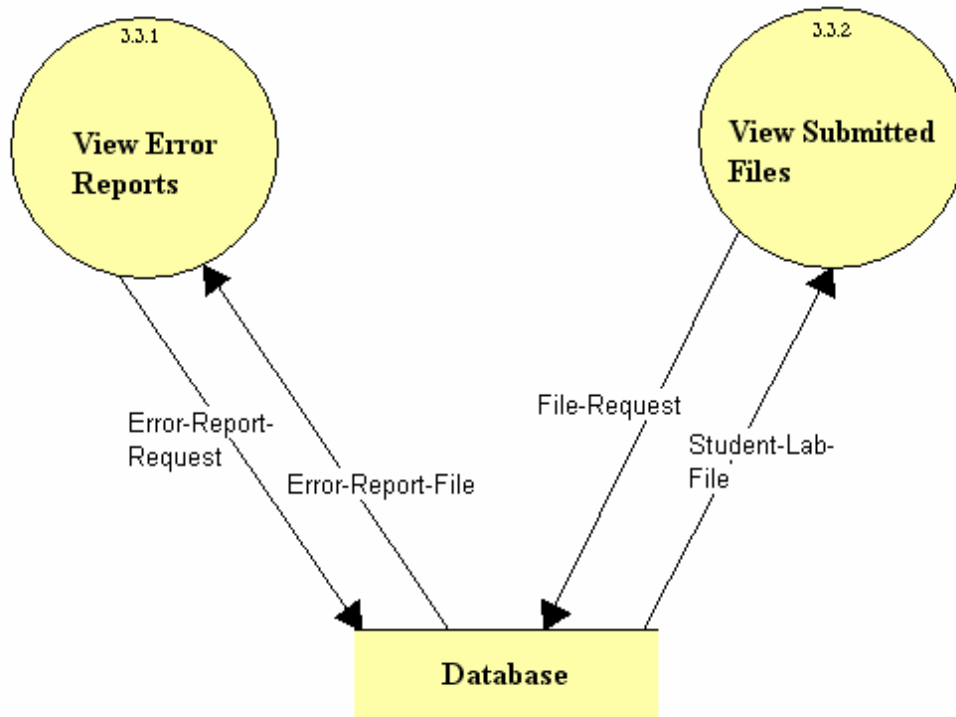 3.3.1
View Error
Reports
3.3.2
View Submitted
Files
Error-Report-
Request
Error-Report-File
File-Request
Student-Lab-
File
Database